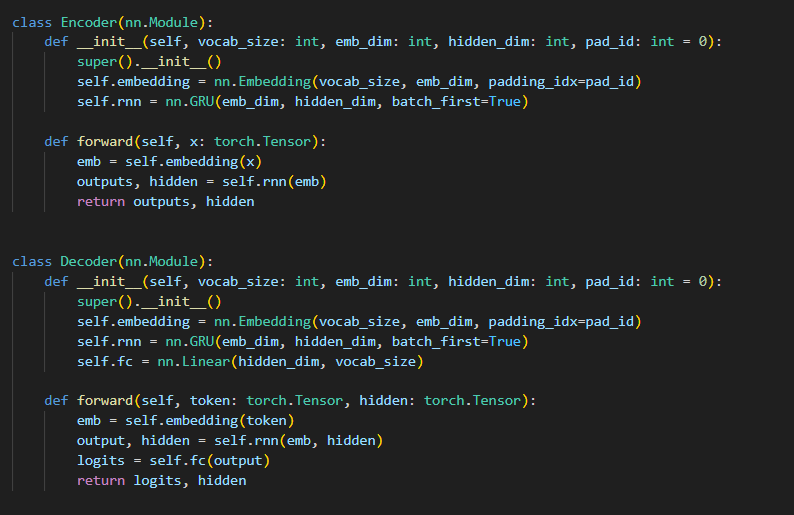 class Encoder(nn.Module):
    def __init__(self, vocab_size: int, emb_dim: int, hidden_dim: int, pad_id: int = 0):
        super().__init__()
        self.embedding = nn.Embedding(vocab_size, emb_dim, padding_idx=pad_id)
        self.rnn = nn.GRU(emb_dim, hidden_dim, batch_first=True)
    def forward(self, x: torch.Tensor):
        emb = self.embedding(x)
        outputs, hidden = self.rnn(emb)
        return outputs, hidden
class Decoder(nn.Module):
    def __init__(self, vocab_size: int, emb_dim: int, hidden_dim: int, pad_id: int = 0):
        super().__init__()
        self.embedding = nn.Embedding(vocab_size, emb_dim, padding_idx=pad_id)
        self.rnn = nn.GRU(emb_dim, hidden_dim, batch_first=True)
        self.fc = nn.Linear(hidden_dim, vocab_size)
    def forward(self, token: torch.Tensor, hidden: torch.Tensor):
        emb = self.embedding(token)
        output, hidden = self.rnn(emb, hidden)
        logits = self.fc(output)
        return logits, hidden